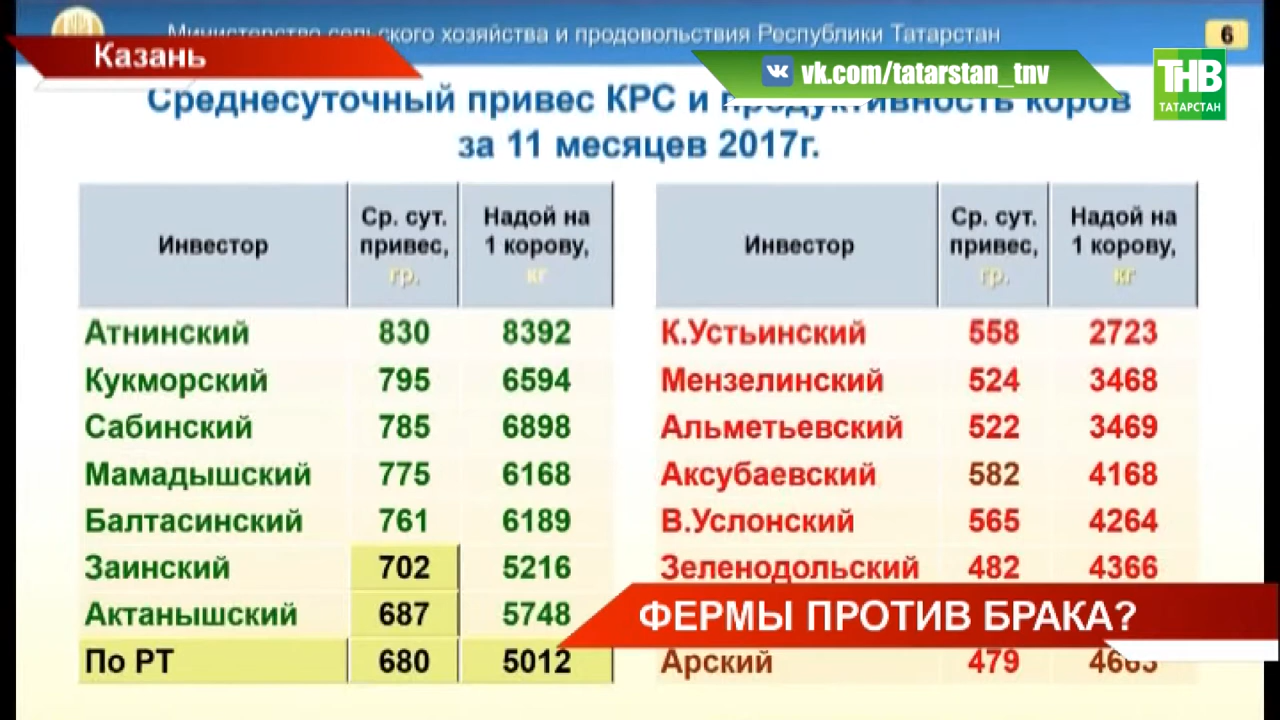 Министерство сельского хозяйства и продовольствия Республики Татарстан
6
Казань
vk.com/tatarstan_tnv
ТНВ
ТАТАРСТАН
Среднесуточный привес КРС и продуктивность коров
за 11 месяцев 2017г.
Инвестор Ср. сут. привес, гр. Надой на 1 корову, кг
Атнинский 830 8392
Кукморский 795 6594
Сабинский 785 6898
Мамадышский 775 6168
Балтасинский 761 6189
Заинский 702 5216
Актанышский 687 5748
По РТ 680 5012
Инвестор Ср. сут. привес, гр. Надой на 1 корову, кг
К.Устьинский 558 2723
Мензелинский 524 3468
Альметьевский 522 3469
Аксубаевский 582 4168
В.Услонский 565 4264
Зеленодольский 482 4366
Арский 479
ФЕРМЫ ПРОТИВ БРАКА?